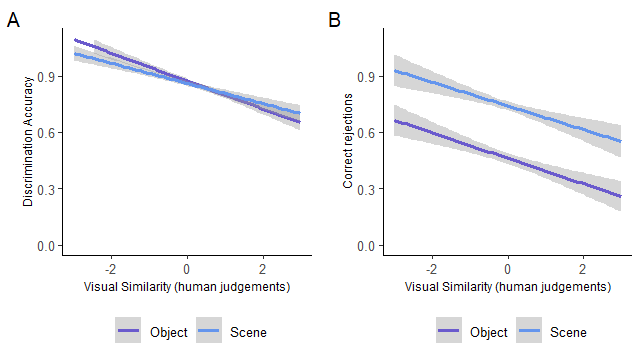 A
Discrimination Accuracy
0.9
0.6
0.3
0.0
-2
0
2
Visual Similarity (human judgements)
Object
Scene
B
Correct rejections
0.9
0.6
0.3
0.0
-2
0
2
Visual Similarity (human judgements)
Object
Scene